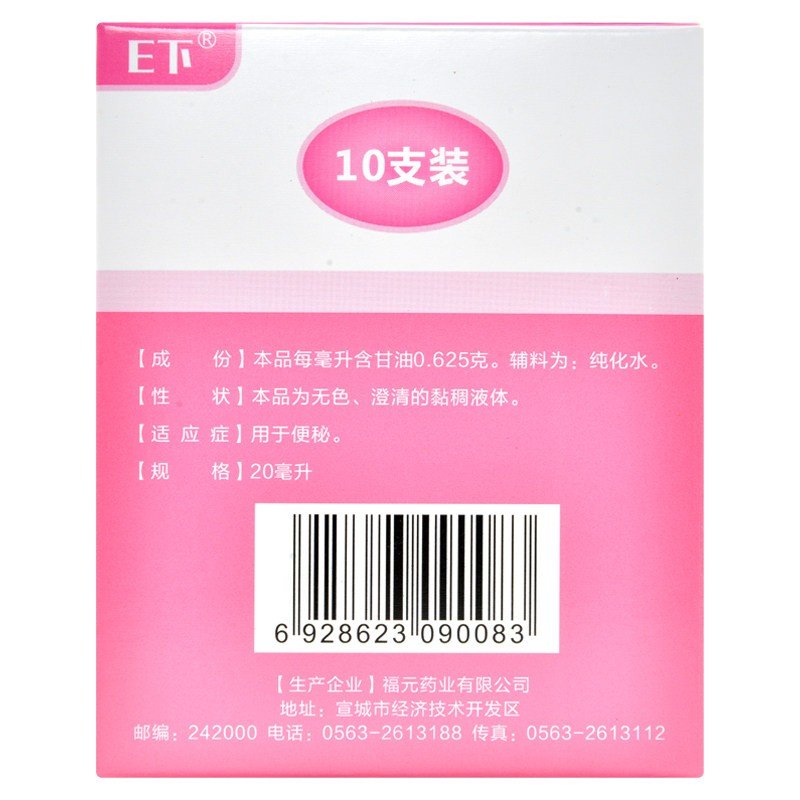 E下®
10支装
【成 份】本品每毫升含甘油0.625克。辅料为:纯化水。
【性 状】本品为无色、澄清的黏稠液体。
【适应症】用于便秘。
【规 格】20毫升
6 928623 090083
【生产企业】福元药业有限公司
地址:宣城市经济技术开发区
邮编:242000 电话:0563-2613188 传真:0563-2613112